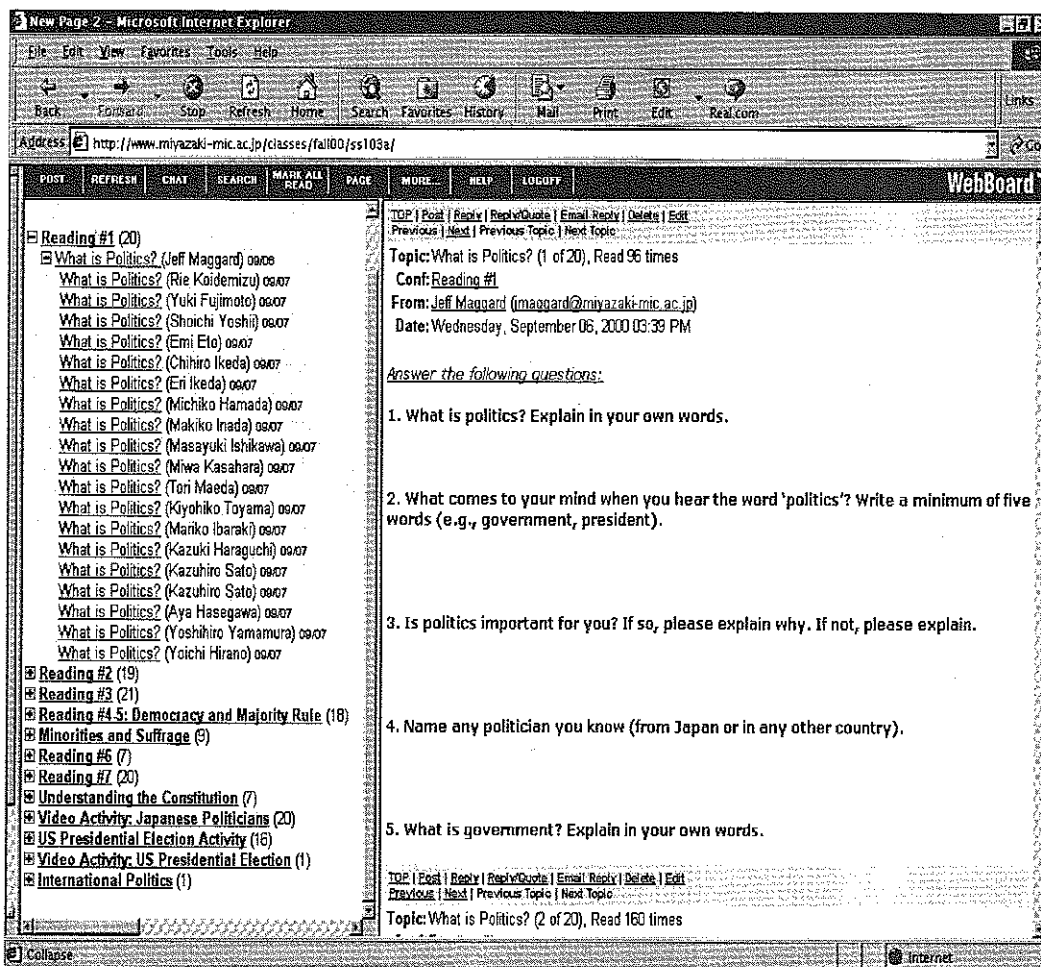 New Page 2 - Microsoft Internet Explorer
File Edit View Favorites Tools Help
Back Forward Stop Refresh Home Search Favorites History Mail Print Edit Real.com
Links
Address http://www.miyazaki-mic.ac.jp/classes/fall00/ss103a/
Go
POST REFRESH CHAT SEARCH MARK ALL READ PAGE MORE... HELP LOGOFF WebBoard
Reading #1 (20)
What is Politics? (Jeff Maggard) 09/06
What is Politics? (Rie Koidemizu) 09/07
What is Politics? (Yuki Fujimoto) 09/07
What is Politics? (Shoichi Yoshii) 09/07
What is Politics? (Emi Eto) 09/07
What is Politics? (Chihiro Ikeda) 09/07
What is Politics? (Eri Ikeda) 09/07
What is Politics? (Michiko Hamada) 09/07
What is Politics? (Makiko Inada) 09/07
What is Politics? (Masayuki Ishikawa) 09/07
What is Politics? (Miwa Kasahara) 09/07
What is Politics? (Tori Maeda) 09/07
What is Politics? (Kiyohiko Toyama) 09/07
What is Politics? (Mariko Ibaraki) 09/07
What is Politics? (Kazuki Haraguchi) 09/07
What is Politics? (Kazuhiro Sato) 09/07
What is Politics? (Kazuhiro Sato) 09/07
What is Politics? (Aya Hasegawa) 09/07
What is Politics? (Yoshihiro Yamamura) 09/07
What is Politics? (Yoichi Hirano) 09/07
Reading #2 (19)
Reading #3 (21)
Reading #4-5: Democracy and Majority Rule (18)
Minorities and Suffrage (9)
Reading #6 (7)
Reading #7 (20)
Understanding the Constitution (7)
Video Activity: Japanese Politicians (20)
US Presidential Election Activity (16)
Video Activity: US Presidential Election (1)
International Politics (1)
TOP | Post | Reply | Reply/Quote | Email Reply | Delete | Edit
Previous | Next | Previous Topic | Next Topic
Topic: What is Politics? (1 of 20), Read 96 times
Conf: Reading #1
From: Jeff Maggard (jmaggard@miyazaki-mic.ac.jp)
Date: Wednesday, September 06, 2000 03:39 PM
Answer the following questions:
1. What is politics? Explain in your own words.
2. What comes to your mind when you hear the word 'politics'? Write a minimum of five
words (e.g., government, president).
3. Is politics important for you? If so, please explain why. If not, please explain.
4. Name any politician you know (from Japan or in any other country).
5. What is government? Explain in your own words.
TOP | Post | Reply | Reply/Quote | Email Reply | Delete | Edit
Previous | Next | Previous Topic | Next Topic
Topic: What is Politics? (2 of 20), Read 160 times
Collapse
Internet